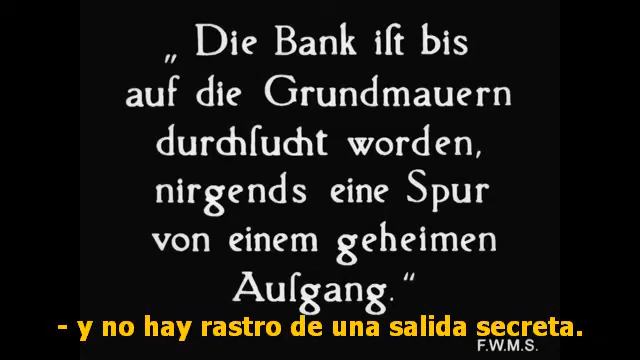 „Die Bank iſt bis
auf die Grundmauern
durchſucht worden,
nirgends eine Spur
von einem geheimen
Auſgang.“
- y no hay rastro de una salida secreta.
F.W.M.S.